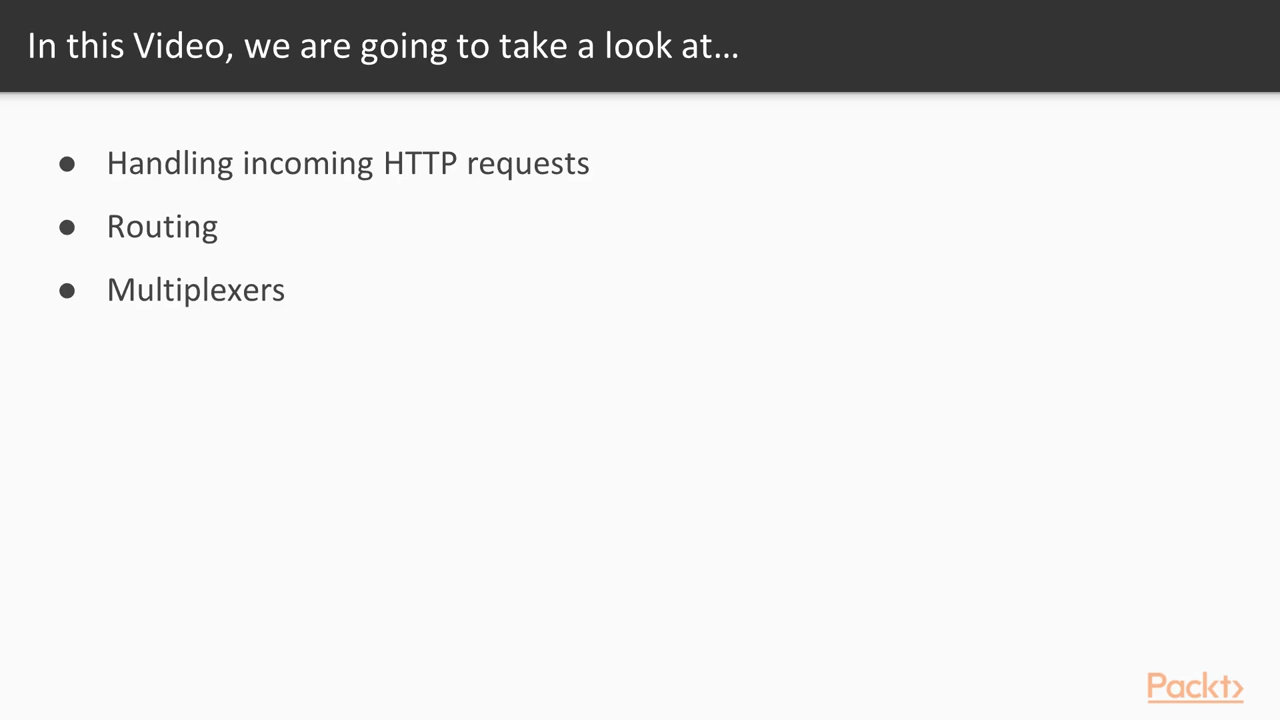 In this Video, we are going to take a look at...
● Handling incoming HTTP requests
● Routing
● Multiplexers
Packt>